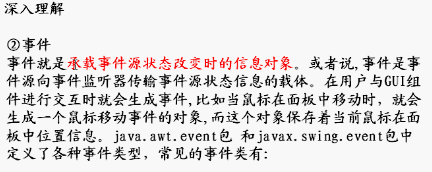 深入理解
②事件
事件就是承载事件源状态改变时的信息对象。或者说,事件是事
件源向事件监听器传输事件源状态信息的载体。在用户与GUI组
件进行交互时就会生成事件,比如当鼠标在面板中移动时，就会
生成一个鼠标移动事件的对象,而这个对象保存着当前鼠标在面
板中位置信息。java.awt.event包 和javax.swing.event包中
定义了各种事件类型，常见的事件类有: